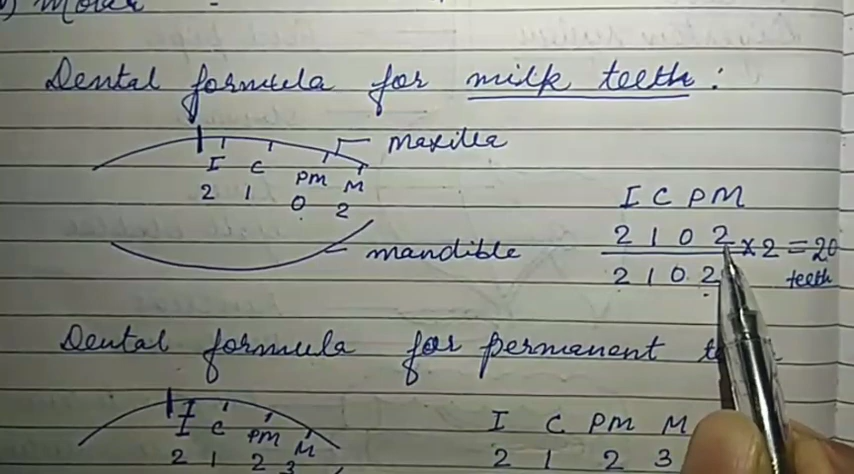 Molar -
Dental formula for milk teeth :
maxilla
I C PM M
2 1 0 2
mandible
I C P M
2 1 0 2 × 2 = 20
2 1 0 2 teeth
Dental formula for permanent
I C PM M
2 1 2 3
I C PM M
2 1 2 3